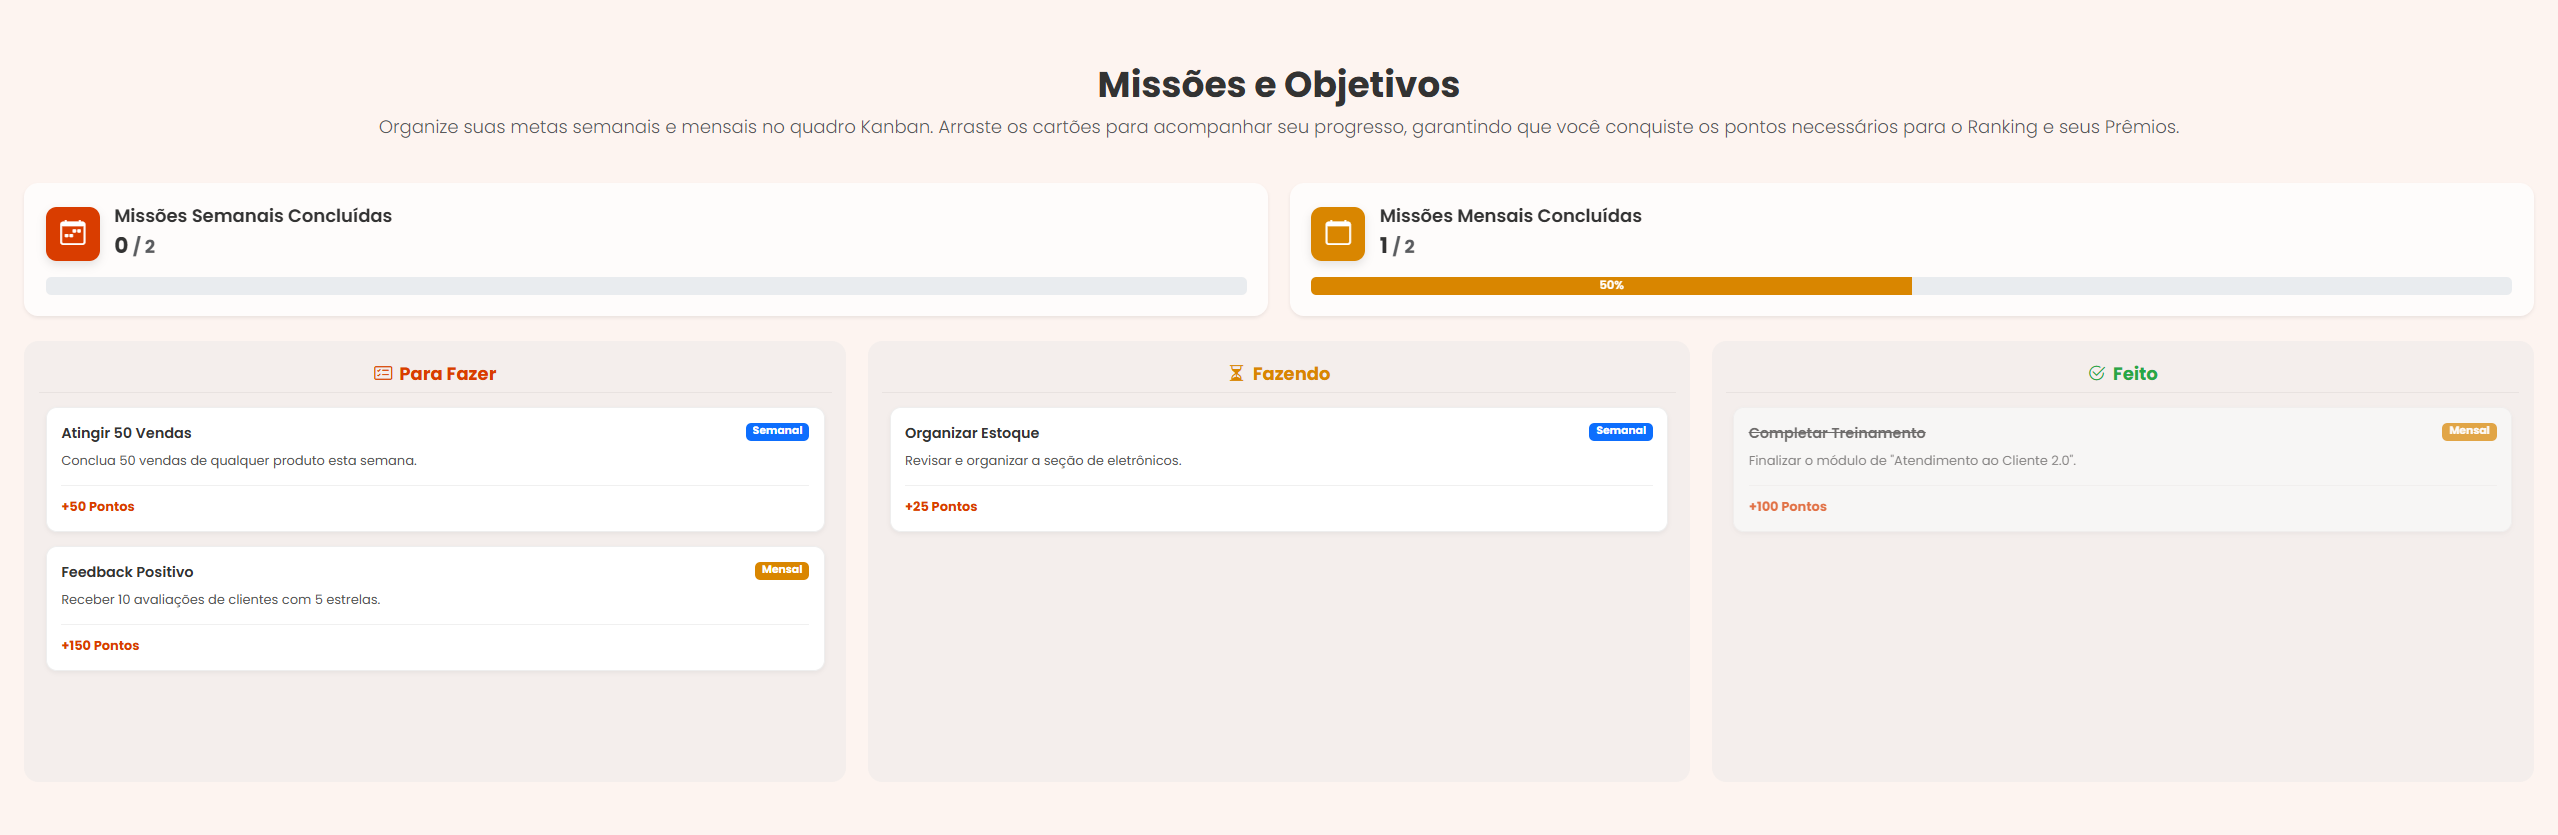 Missões e Objetivos
Organize suas metas semanais e mensais no quadro Kanban. Arraste os cartões para acompanhar seu progresso, garantindo que você conquiste os pontos necessários para o Ranking e seus Prêmios.
Missões Semanais Concluídas
0 / 2
Missões Mensais Concluídas
1 / 2
50%
Para Fazer
Atingir 50 Vendas
Semanal
Conclua 50 vendas de qualquer produto esta semana.
+50 Pontos
Feedback Positivo
Mensal
Receber 10 avaliações de clientes com 5 estrelas.
+150 Pontos
Fazendo
Organizar Estoque
Semanal
Revisar e organizar a seção de eletrônicos.
+25 Pontos
Feito
Completar Treinamento
Mensal
Finalizar o módulo de "Atendimento ao Cliente 2.0".
+100 Pontos